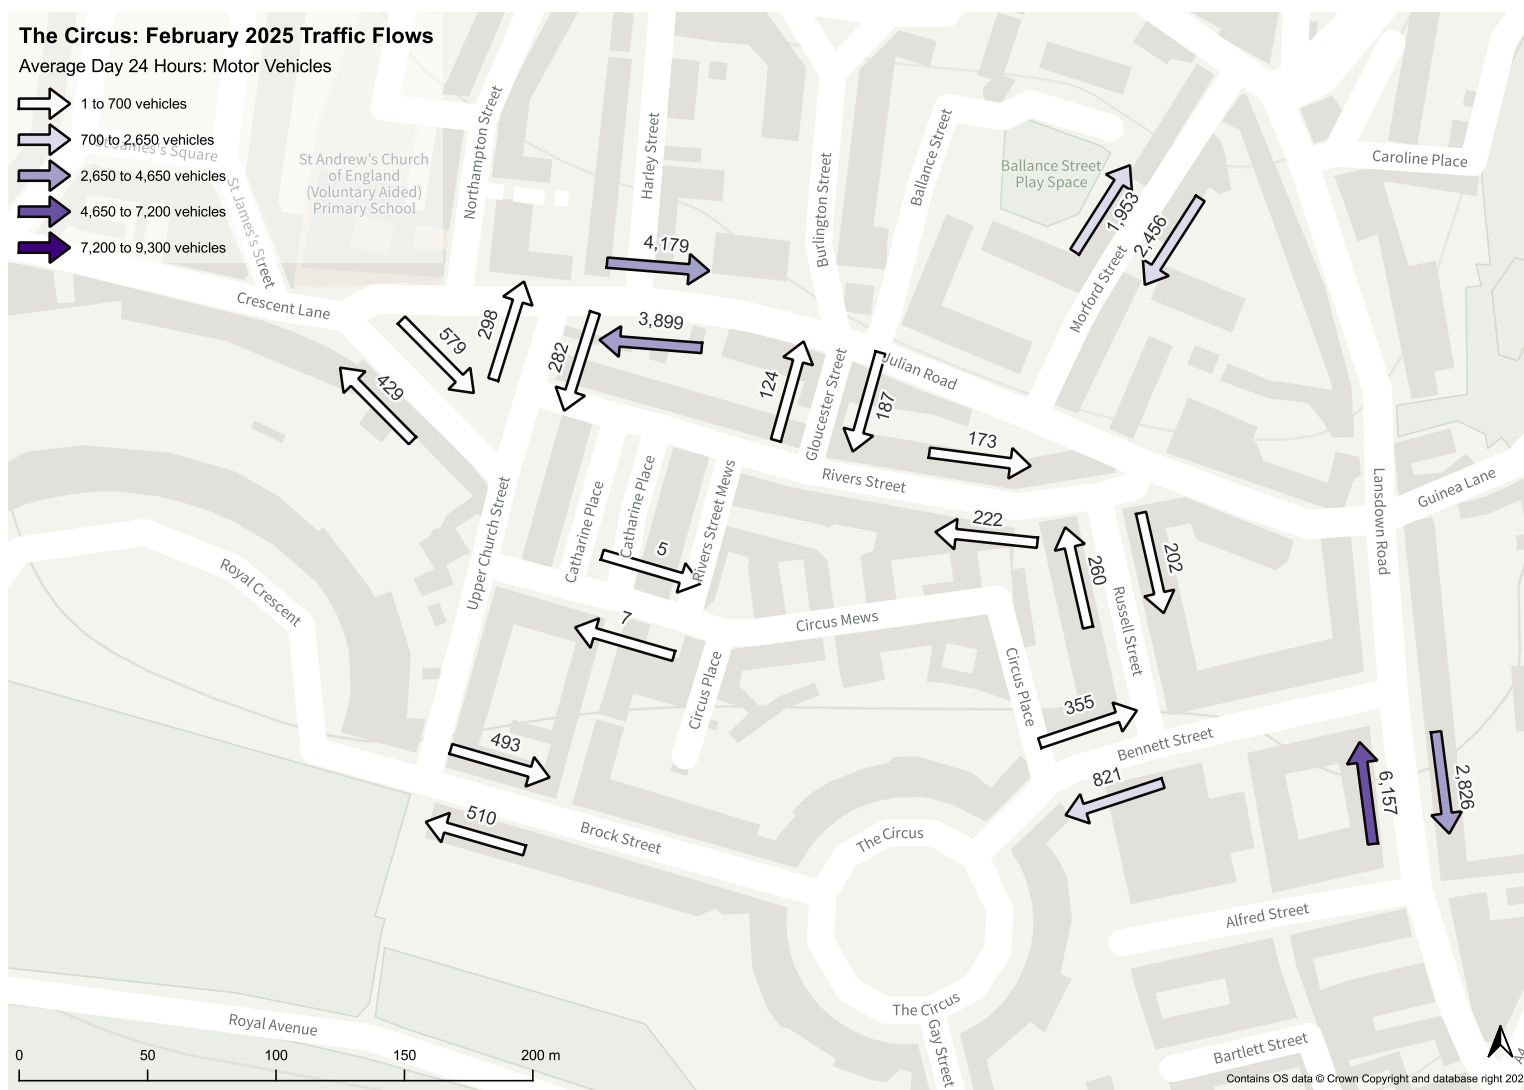 The Circus: February 2025 Traffic Flows
Average Day 24 Hours: Motor Vehicles
1 to 700 vehicles
700 to 2,650 vehicles
2,650 to 4,650 vehicles
4,650 to 7,200 vehicles
7,200 to 9,300 vehicles
St James's Square
St James's Street
St Andrew's Church
of England
(Voluntary Aided)
Primary School
Northampton Street
Harley Street
Burlington Street
Ballance Street
Ballance Street
Play Space
Caroline Place
1,953
2,456
Morford Street
4,179
Crescent Lane
579
298
282
3,899
429
124
Gloucester Street
187
Julian Road
173
Rivers Street
222
Lansdown Road
Guinea Lane
Upper Church Street
Catharine Place
Catharine Place
Rivers Street Mews
5
7
Royal Crescent
Circus Mews
Circus Place
Circus Place
260
202
Russell Street
355
Bennett Street
821
493
510
Brock Street
6,157
2,826
The Circus
The Circus
Gay Street
Alfred Street
Bartlett Street
Royal Avenue
0 50 100 150 200 m
A4
Contains OS data © Crown Copyright and database right 202